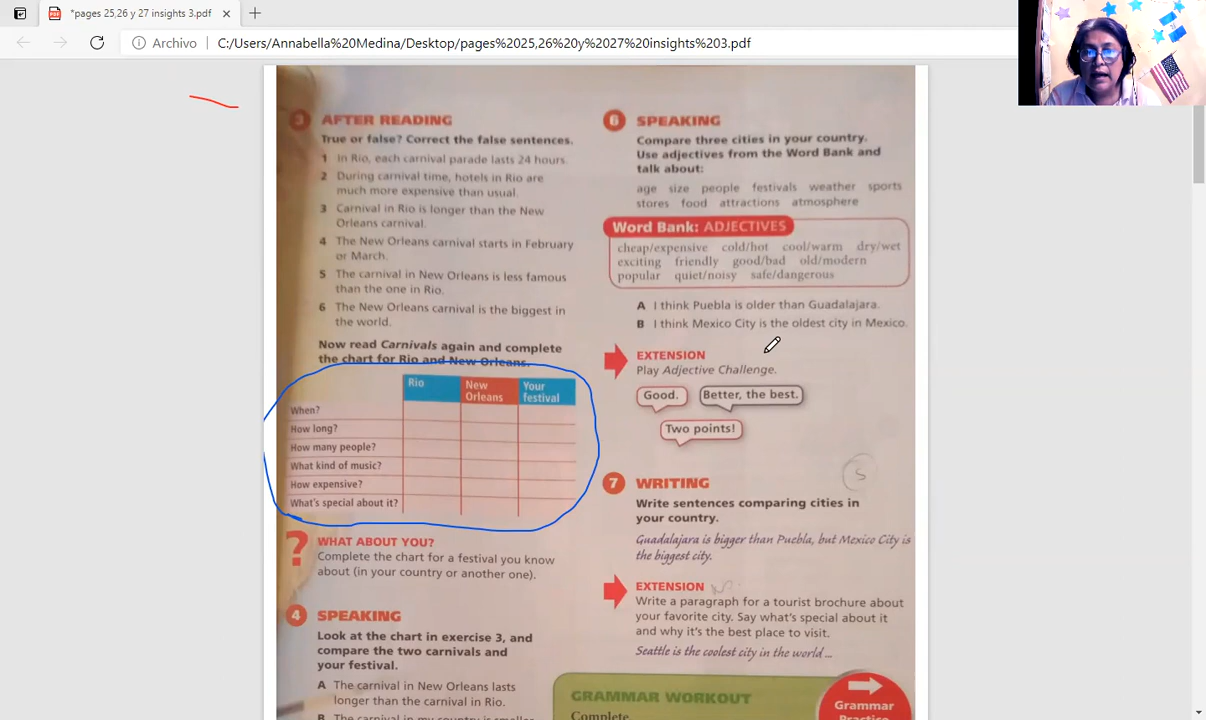 *pages 25,26 y 27 insights 3.pdf
Archivo
C:/Users/Annabella%20Medina/Desktop/pages%2025,26%20y%2027%20insights%203.pdf
3 AFTER READING
True or false? Correct the false sentences.
1 In Rio, each carnival parade lasts 24 hours.
2 During carnival time, hotels in Rio are
much more expensive than usual.
3 Carnival in Rio is longer than the New
Orleans carnival.
4 The New Orleans carnival starts in February
or March.
5 The carnival in New Orleans is less famous
than the one in Rio.
6 The New Orleans carnival is the biggest in
the world.
Now read Carnivals again and complete
the chart for Rio and New Orleans.
Rio New Your
Orleans festival
When?
How long?
How many people?
What kind of music?
How expensive?
What's special about it?
? WHAT ABOUT YOU?
Complete the chart for a festival you know
about (in your country or another one).
4 SPEAKING
Look at the chart in exercise 3, and
compare the two carnivals and
your festival.
A The carnival in New Orleans lasts
longer than the carnival in Rio.
B The carnival in my country is smaller
6 SPEAKING
Compare three cities in your country.
Use adjectives from the Word Bank and
talk about:
age size people festivals weather sports
stores food attractions atmosphere
Word Bank: ADJECTIVES
cheap/expensive cold/hot cool/warm dry/wet
exciting friendly good/bad old/modern
popular quiet/noisy safe/dangerous
A I think Puebla is older than Guadalajara.
B I think Mexico City is the oldest city in Mexico.
EXTENSION
Play Adjective Challenge.
Good. Better, the best.
Two points!
7 WRITING
Write sentences comparing cities in
your country.
Guadalajara is bigger than Puebla, but Mexico City is
the biggest city.
EXTENSION
Write a paragraph for a tourist brochure about
your favorite city. Say what's special about it
and why it's the best place to visit.
Seattle is the coolest city in the world ...
GRAMMAR WORKOUT
Complete
Grammar
Practice